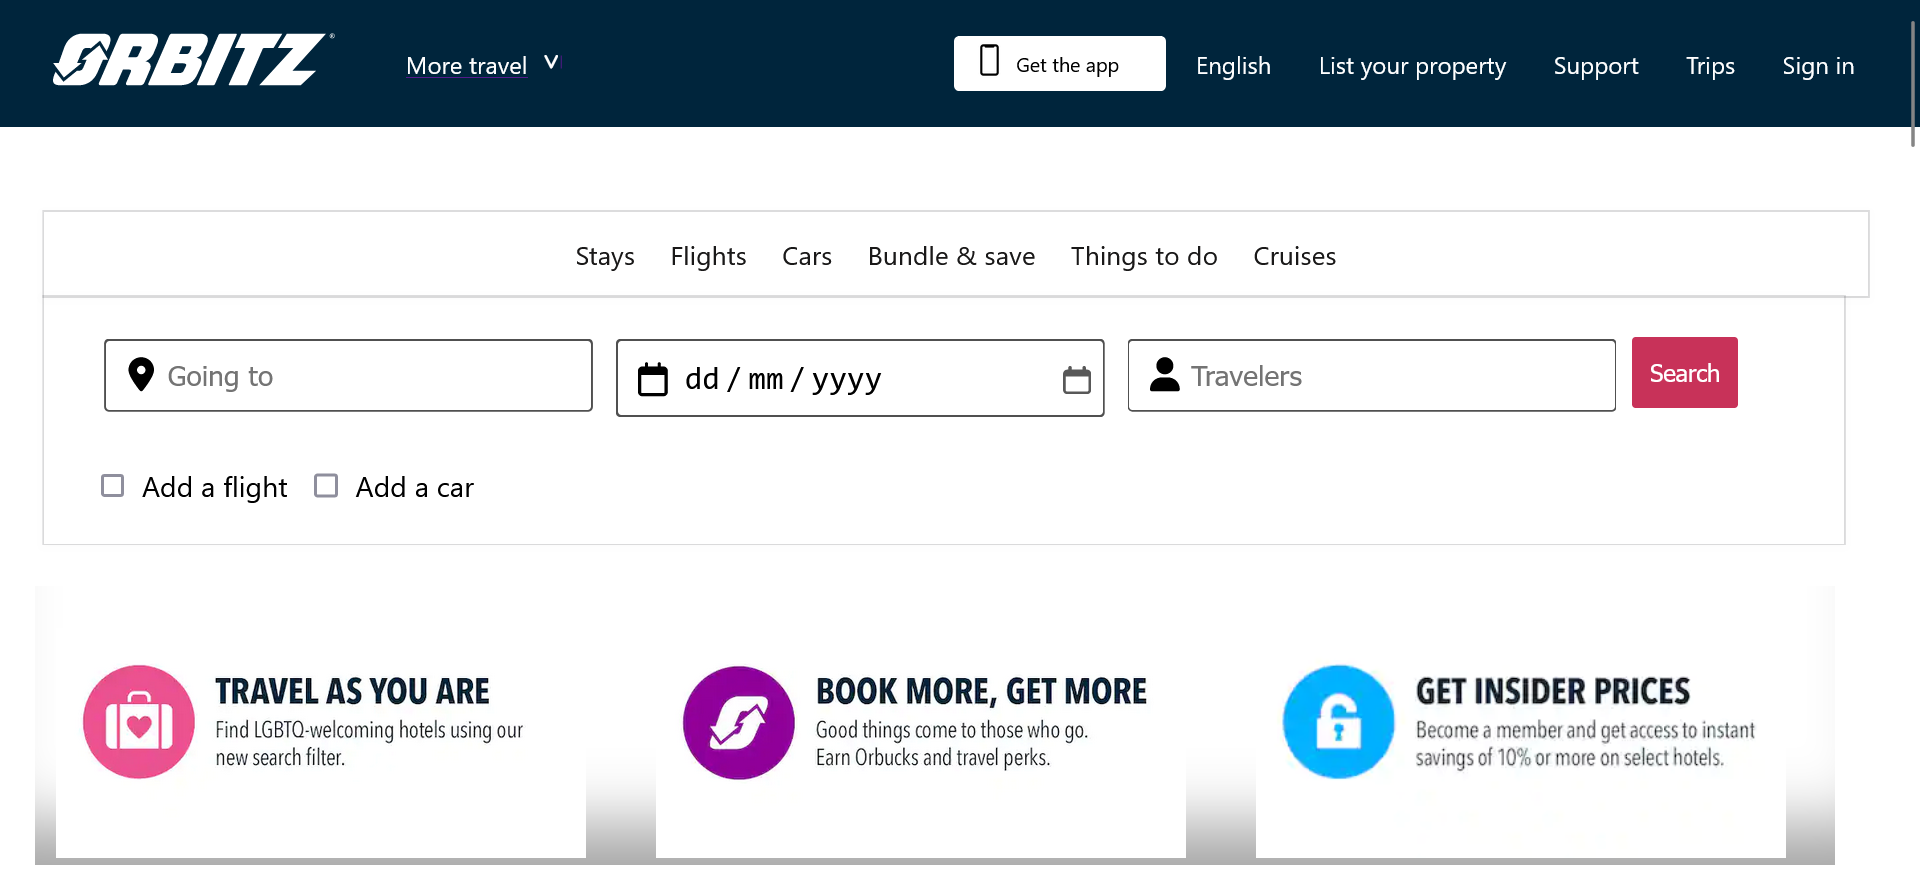 ORBITZ®
More travel
Get the app
English
List your property
Support
Trips
Sign in
Stays
Flights
Cars
Bundle & save
Things to do
Cruises
Going to
dd / mm / yyyy
Travelers
Search
Add a flight
Add a car
TRAVEL AS YOU ARE
Find LGBTQ-welcoming hotels using our
new search filter.
BOOK MORE, GET MORE
Good things come to those who go.
Earn Orbucks and travel perks.
GET INSIDER PRICES
Become a member and get access to instant
savings of 10% or more on select hotels.